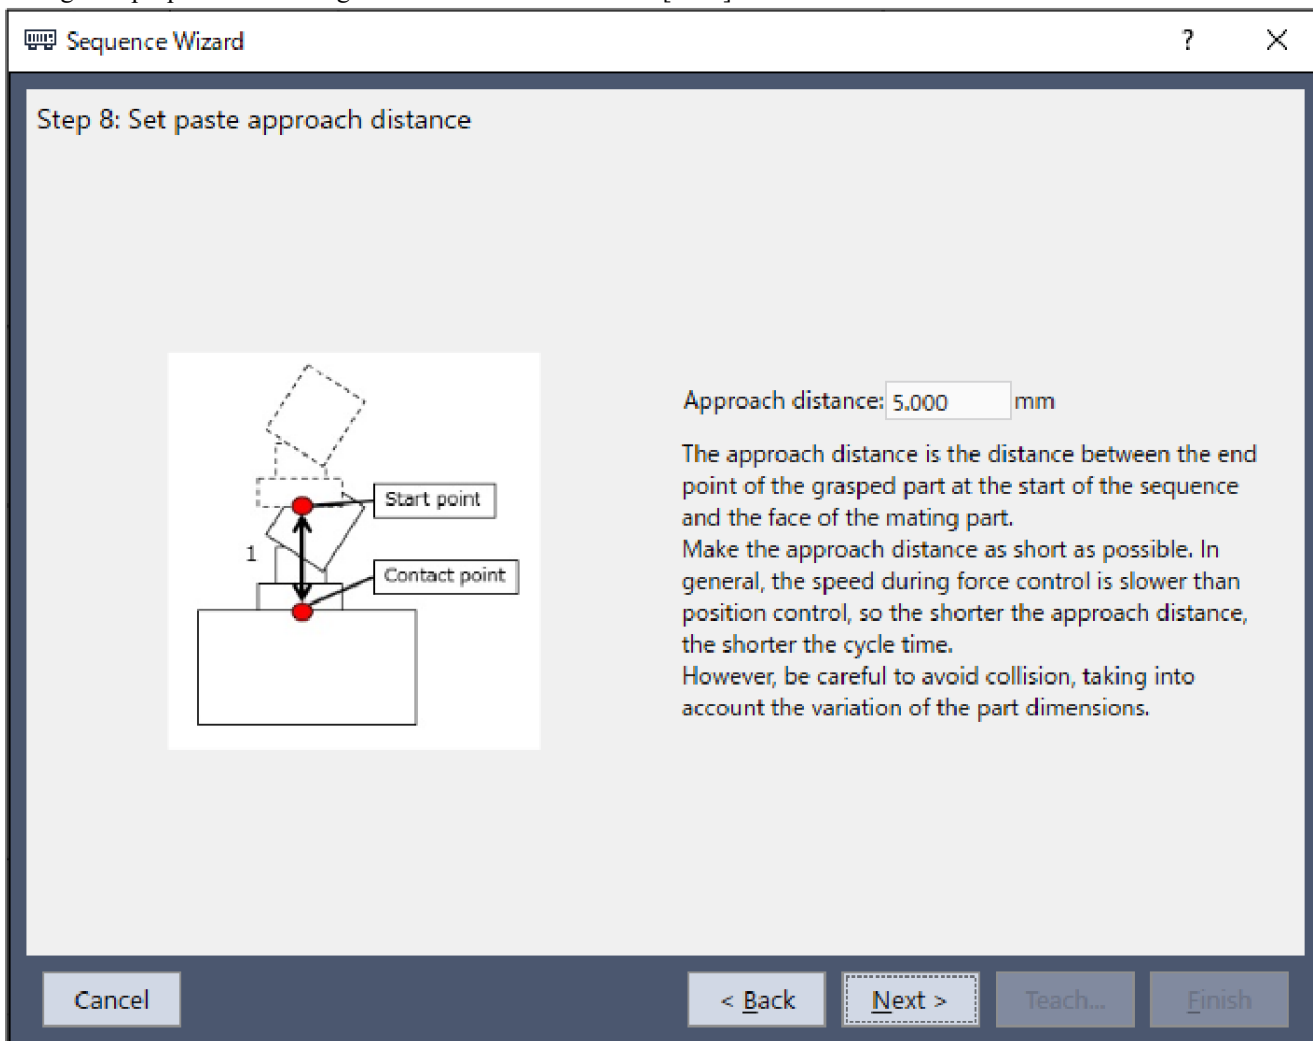 Sequence Wizard
?
Step 8: Set paste approach distance
Start point
1
Contact point
Approach distance: 5.000 mm
The approach distance is the distance between the end
point of the grasped part at the start of the sequence
and the face of the mating part.
Make the approach distance as short as possible. In
general, the speed during force control is slower than
position control, so the shorter the approach distance,
the shorter the cycle time.
However, be careful to avoid collision, taking into
account the variation of the part dimensions.
Cancel
< Back
Next >
Teach...
Finish